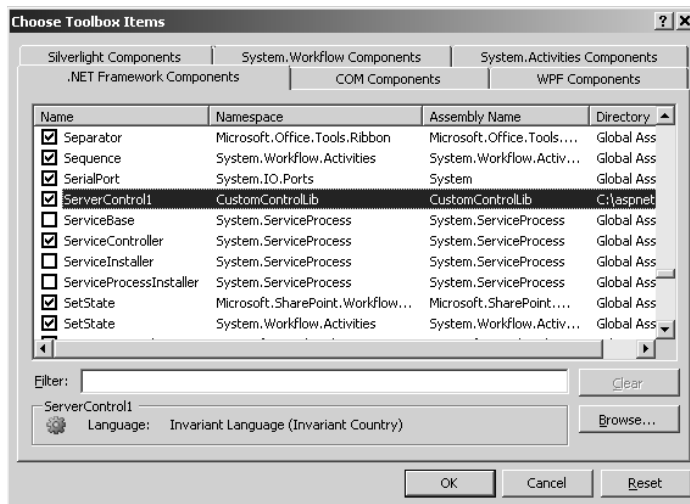 Choose Toolbox Items
Silverlight Components System.Workflow Components System.Activities Components
.NET Framework Components COM Components WPF Components
Name Namespace Assembly Name Directory
Separator Microsoft.Office.Tools.Ribbon Microsoft.Office.Tools.... Global Ass
Sequence System.Workflow.Activities System.Workflow.Activ... Global Ass
SerialPort System.IO.Ports System Global Ass
ServerControl1 CustomControlLib CustomControlLib C:\aspnet
ServiceBase System.ServiceProcess System.ServiceProcess Global Ass
ServiceController System.ServiceProcess System.ServiceProcess Global Ass
ServiceInstaller System.ServiceProcess System.ServiceProcess Global Ass
ServiceProcessInstaller System.ServiceProcess System.ServiceProcess Global Ass
SetState Microsoft.SharePoint.Workflow... Microsoft.SharePoint.... Global Ass
SetState System.Workflow.Activities System.Workflow.Activ... Global Ass
Filter: Clear
ServerControl1
Language: Invariant Language (Invariant Country) Browse...
OK Cancel Reset